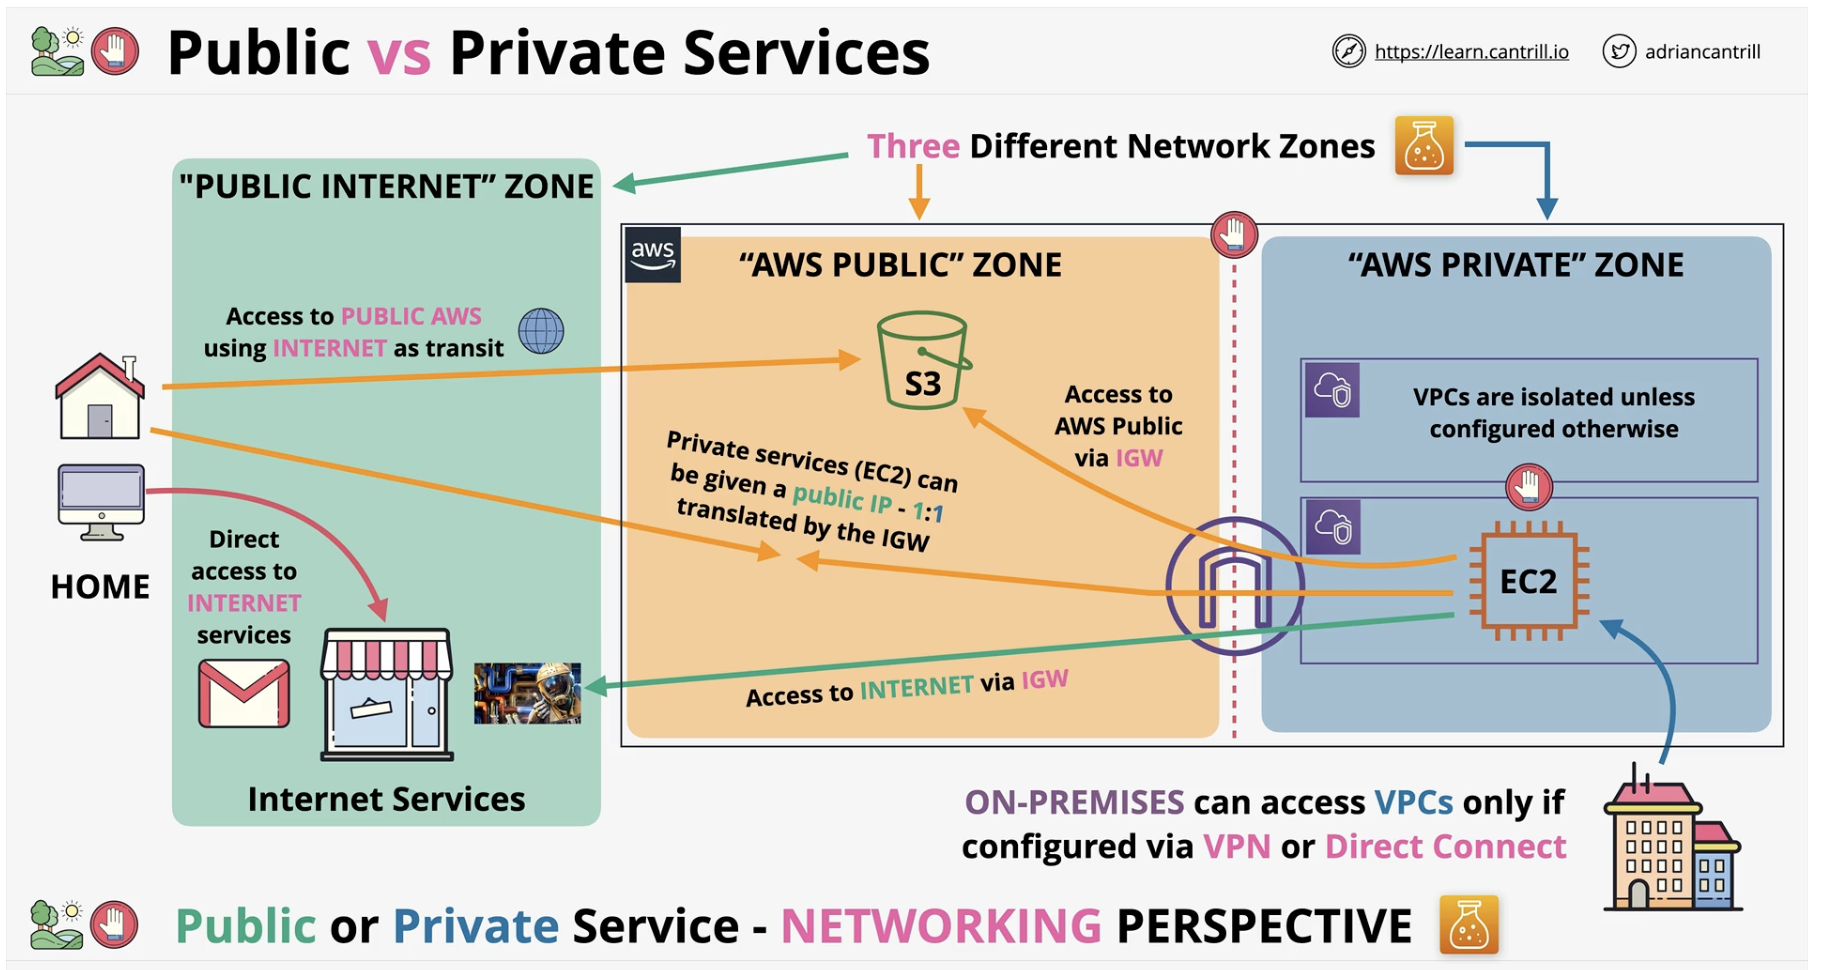 Public vs Private Services
https://learn.cantrill.io
adriancantrill
Three Different Network Zones
"PUBLIC INTERNET” ZONE
aws
“AWS PUBLIC” ZONE
“AWS PRIVATE” ZONE
Access to PUBLIC AWS
using INTERNET as transit
S3
Access to
AWS Public
via IGW
VPCs are isolated unless
configured otherwise
Private services (EC2) can
be given a public IP - 1:1
translated by the IGW
HOME
Direct
access to
INTERNET
services
EC2
Access to INTERNET via IGW
Internet Services
ON-PREMISES can access VPCs only if
configured via VPN or Direct Connect
Public or Private Service - NETWORKING PERSPECTIVE